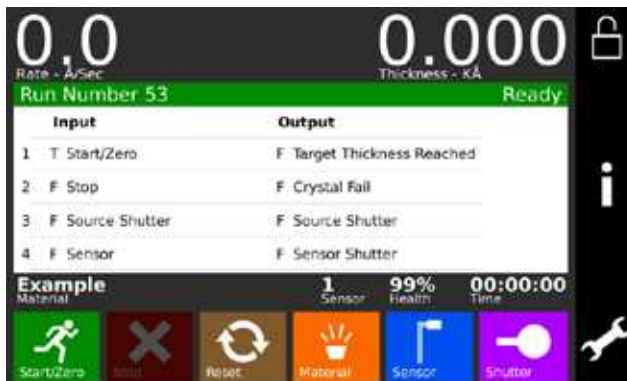 0.0 0.000
Rate - Å/Sec Thickness - KÅ
Run Number 53 Ready
Input Output
1 T Start/Zero F Target Thickness Reached
2 F Stop F Crystal Fail
3 F Source Shutter F Source Shutter
4 F Sensor F Sensor Shutter
Example 1 99% 00:00:00
Material Sensor Health Time
Start/Zero Stop Reset Material Sensor Shutter